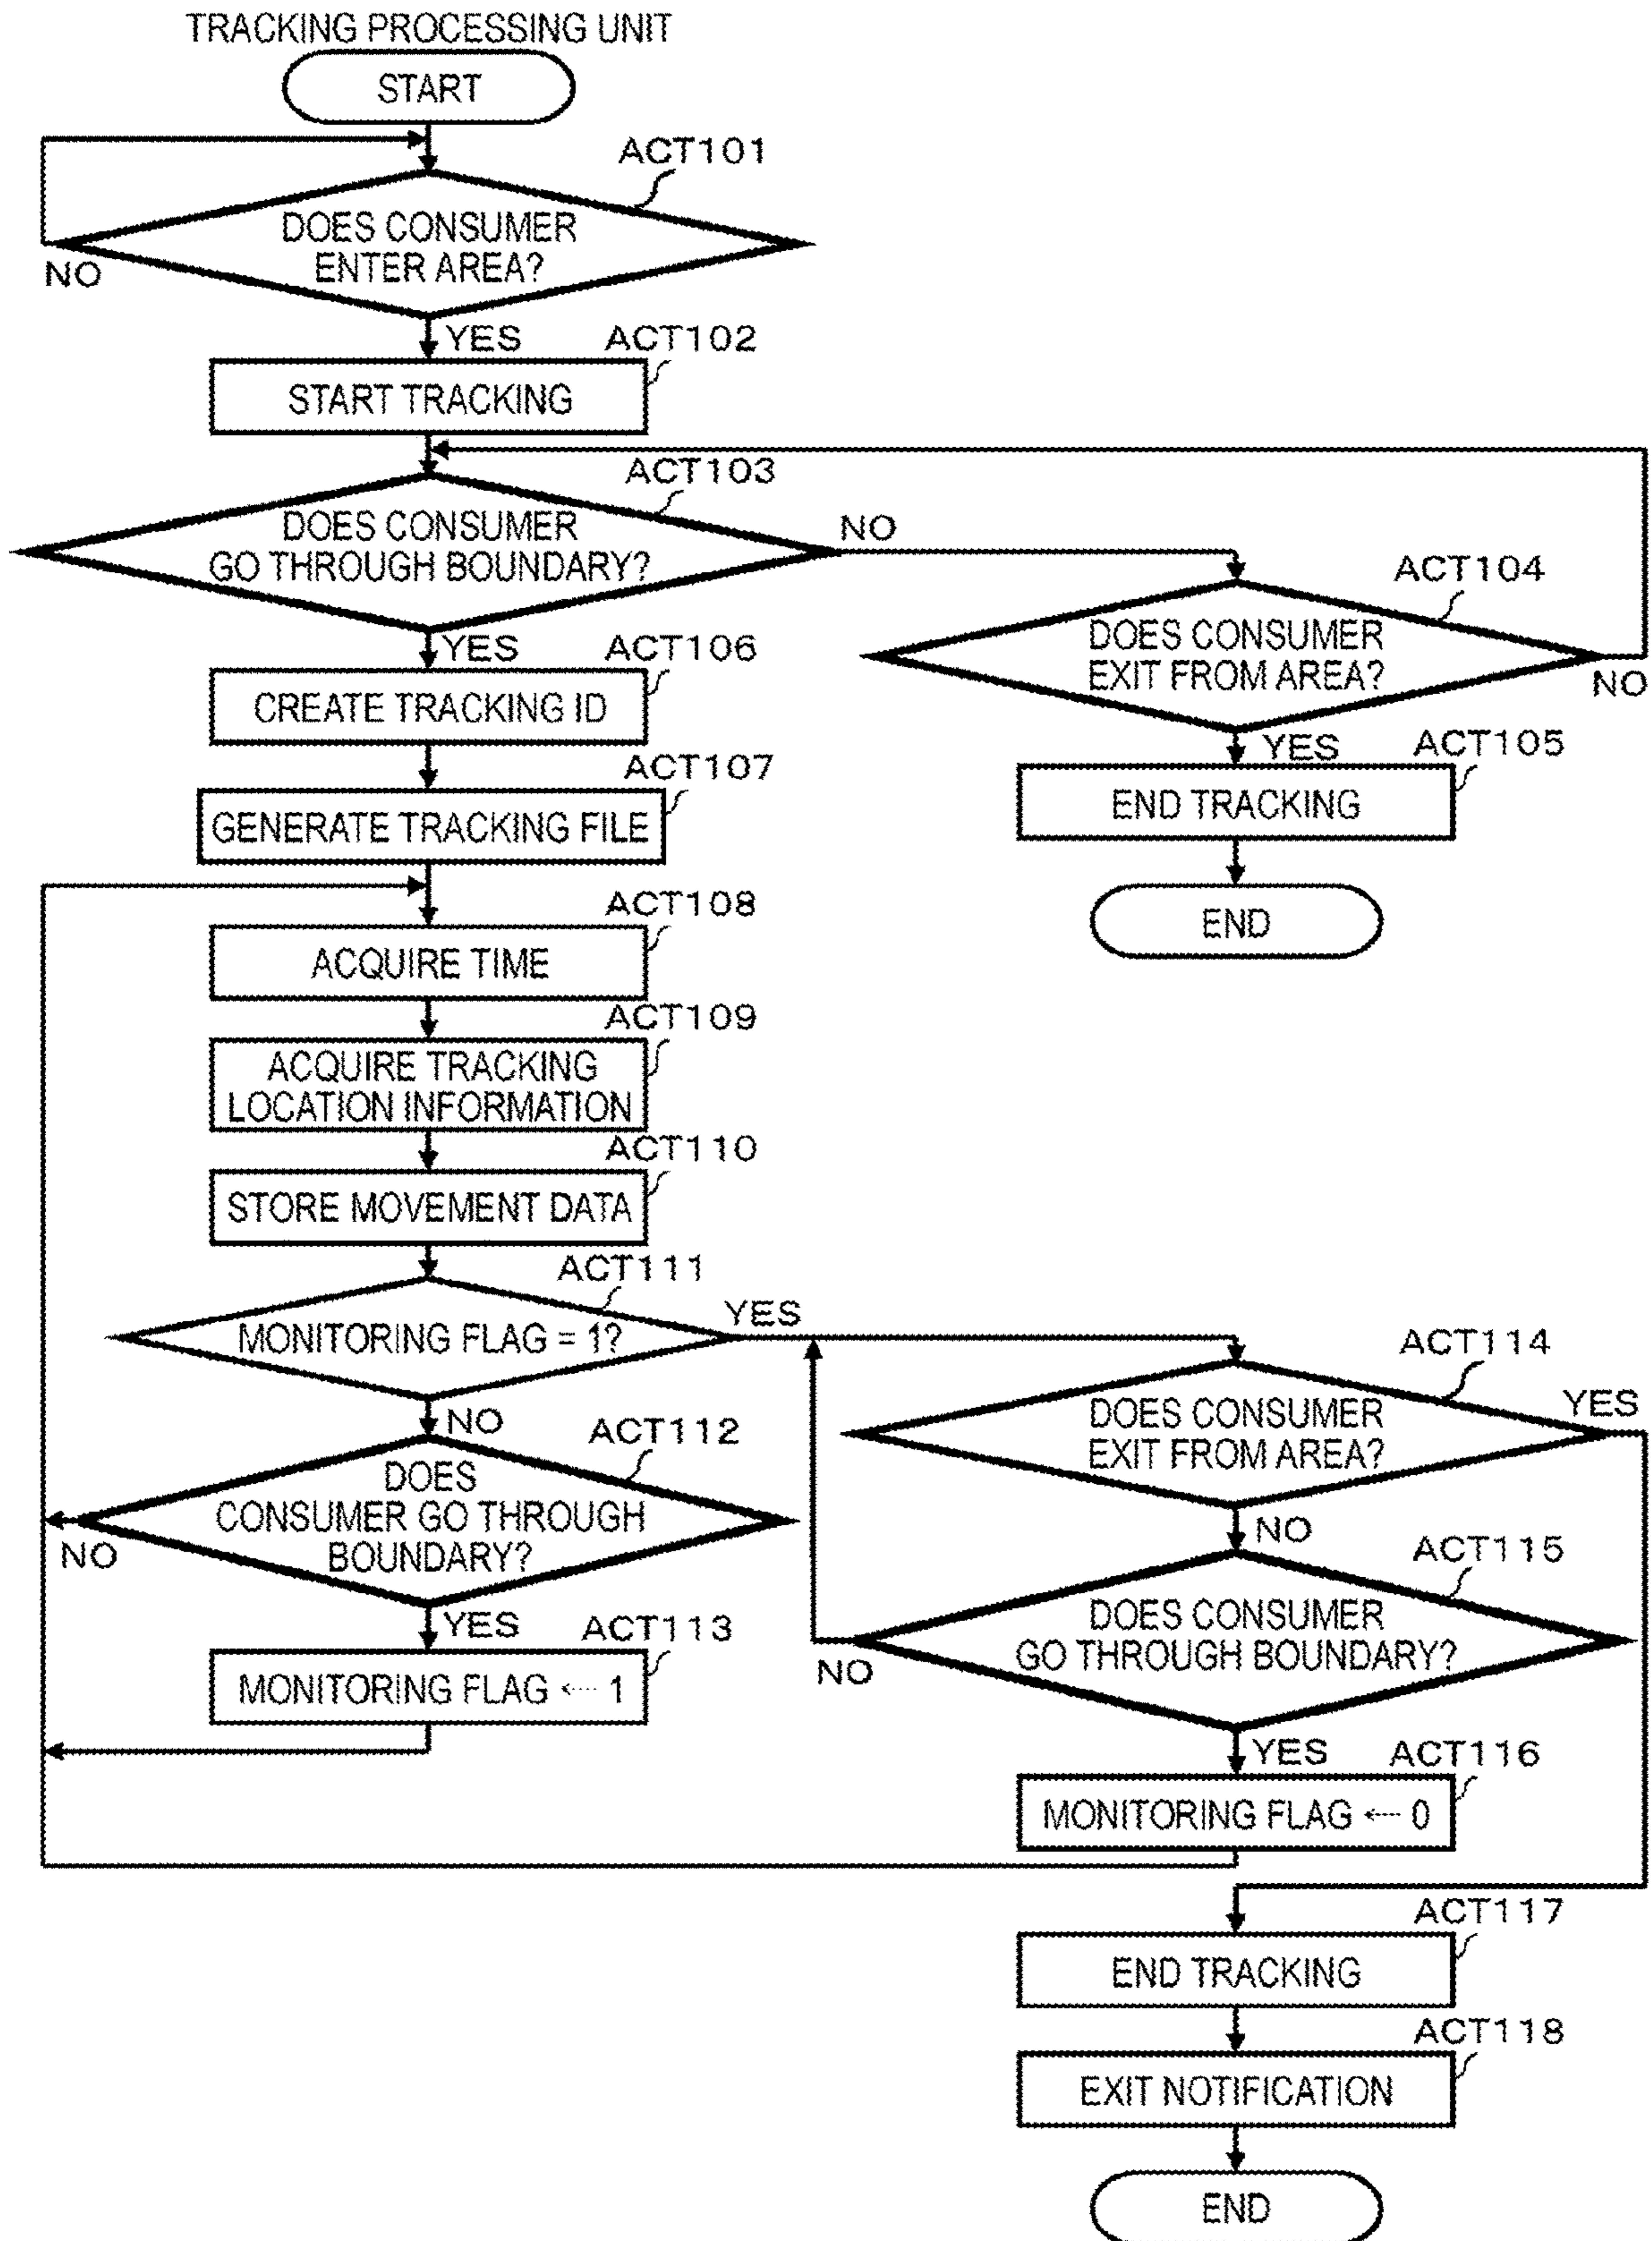 TRACKING PROCESSING UNIT
START
ACT101
DOES CONSUMER
ENTER AREA?
NO
YES
ACT102
START TRACKING
ACT103
DOES CONSUMER
GO THROUGH BOUNDARY?
NO
ACT104
DOES CONSUMER
EXIT FROM AREA?
NO
YES
ACT105
END TRACKING
END
YES
ACT106
CREATE TRACKING ID
ACT107
GENERATE TRACKING FILE
ACT108
ACQUIRE TIME
ACT109
ACQUIRE TRACKING
LOCATION INFORMATION
ACT110
STORE MOVEMENT DATA
ACT111
MONITORING FLAG = 1?
YES
NO
ACT112
DOES
CONSUMER GO THROUGH
BOUNDARY?
NO
YES
ACT113
MONITORING FLAG ← 1
ACT114
DOES CONSUMER
EXIT FROM AREA?
YES
NO
ACT115
DOES CONSUMER
GO THROUGH BOUNDARY?
NO
YES
ACT116
MONITORING FLAG ← 0
ACT117
END TRACKING
ACT118
EXIT NOTIFICATION
END